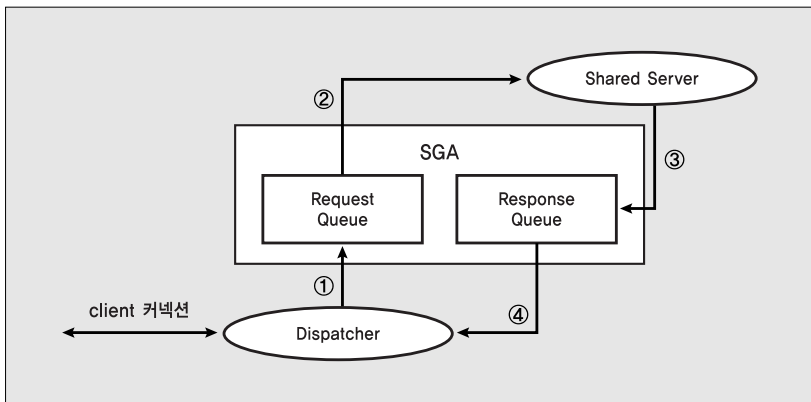 Shared Server
②
SGA
③
Request
Queue
Response
Queue
①
④
client 커넥션
Dispatcher